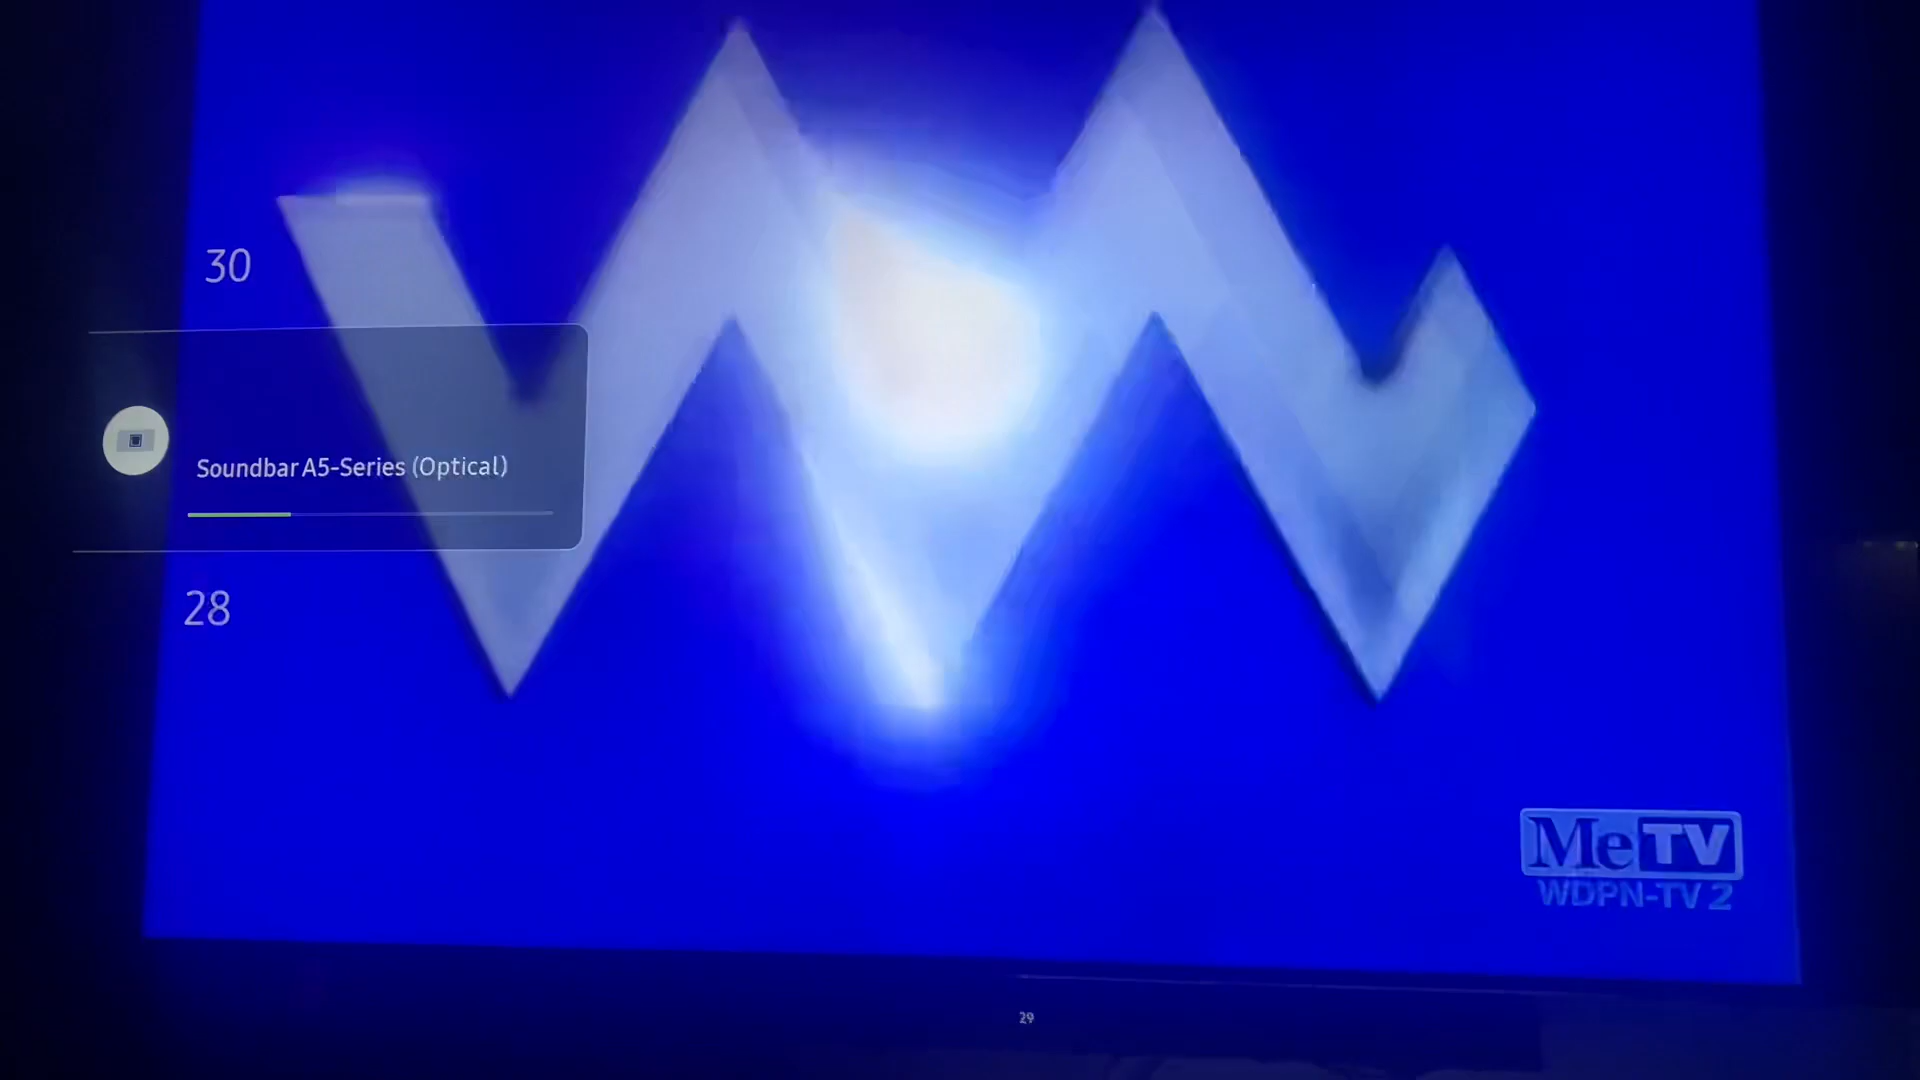 30
Soundbar A5-Series (Optical)
28
MeTV
WDPN-TV 2
29